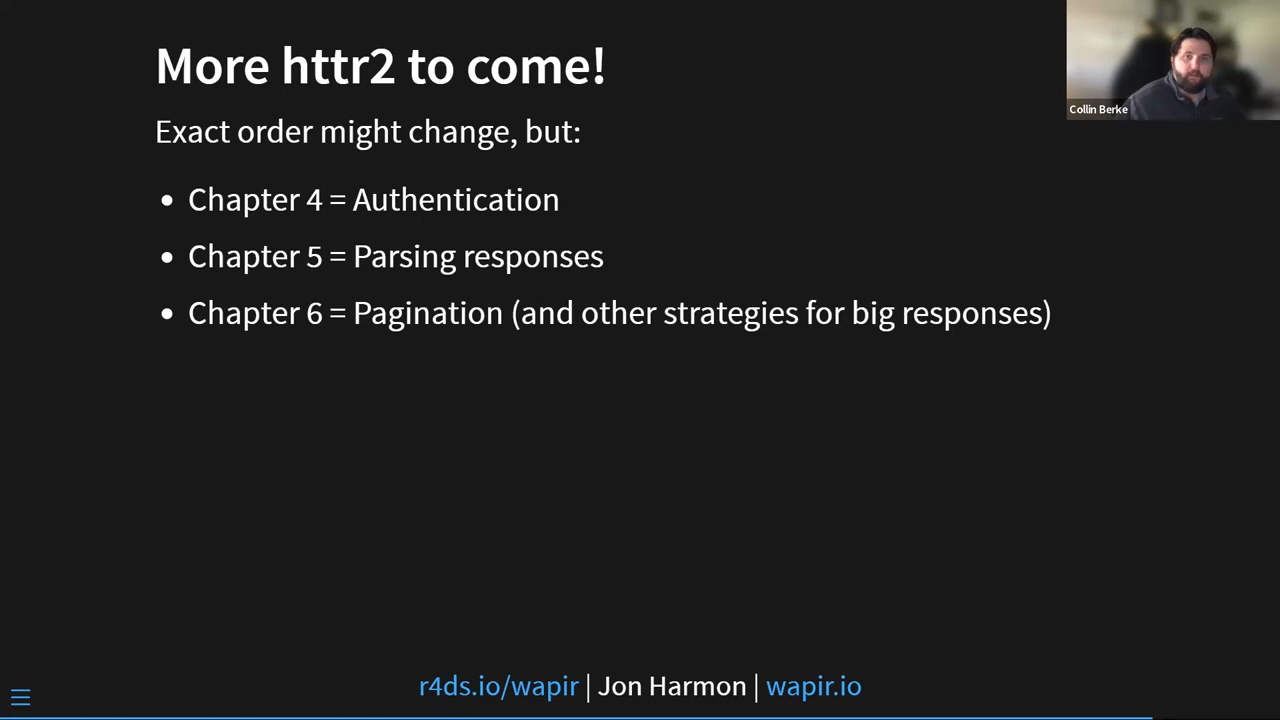 More httr2 to come!
Collin Berke
Exact order might change, but:
• Chapter 4 = Authentication
• Chapter 5 = Parsing responses
• Chapter 6 = Pagination (and other strategies for big responses)
r4ds.io/wapir | Jon Harmon | wapir.io